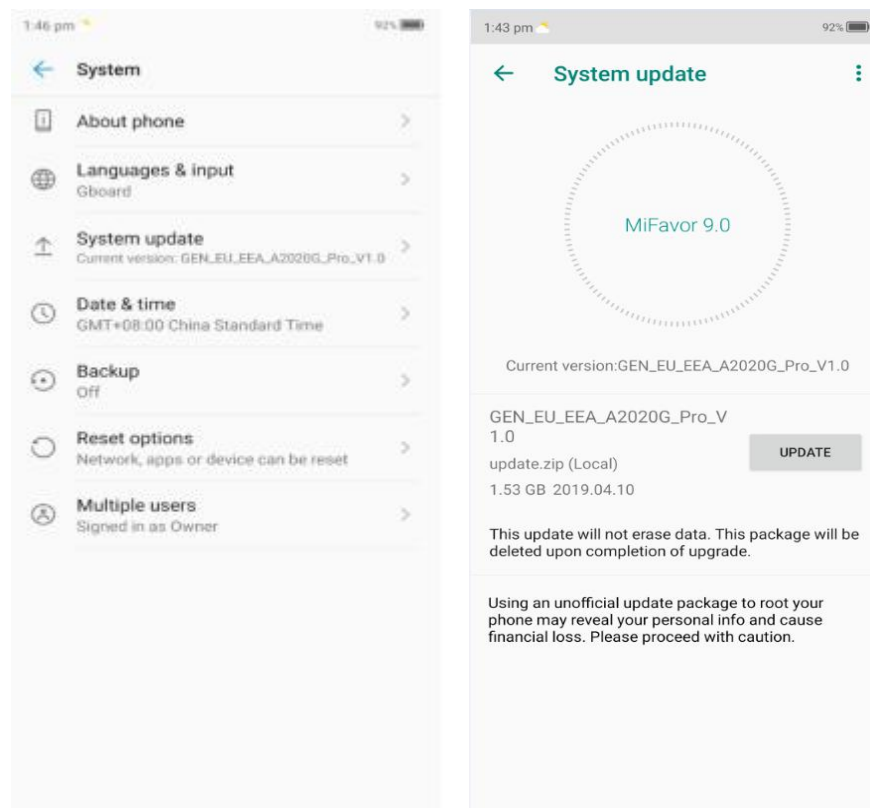 1:46 pm
92%
System
About phone
Languages & input
Gboard
System update
Current version: GEN_EU_EEA_A2020G_Pro_V1.0
Date & time
GMT+08:00 China Standard Time
Backup
Off
Reset options
Network, apps or device can be reset
Multiple users
Signed in as Owner
1:43 pm
92%
System update
MiFavor 9.0
Current version:GEN_EU_EEA_A2020G_Pro_V1.0
GEN_EU_EEA_A2020G_Pro_V
1.0
update.zip (Local)
1.53 GB 2019.04.10
UPDATE
This update will not erase data. This package will be
deleted upon completion of upgrade.
Using an unofficial update package to root your
phone may reveal your personal info and cause
financial loss. Please proceed with caution.